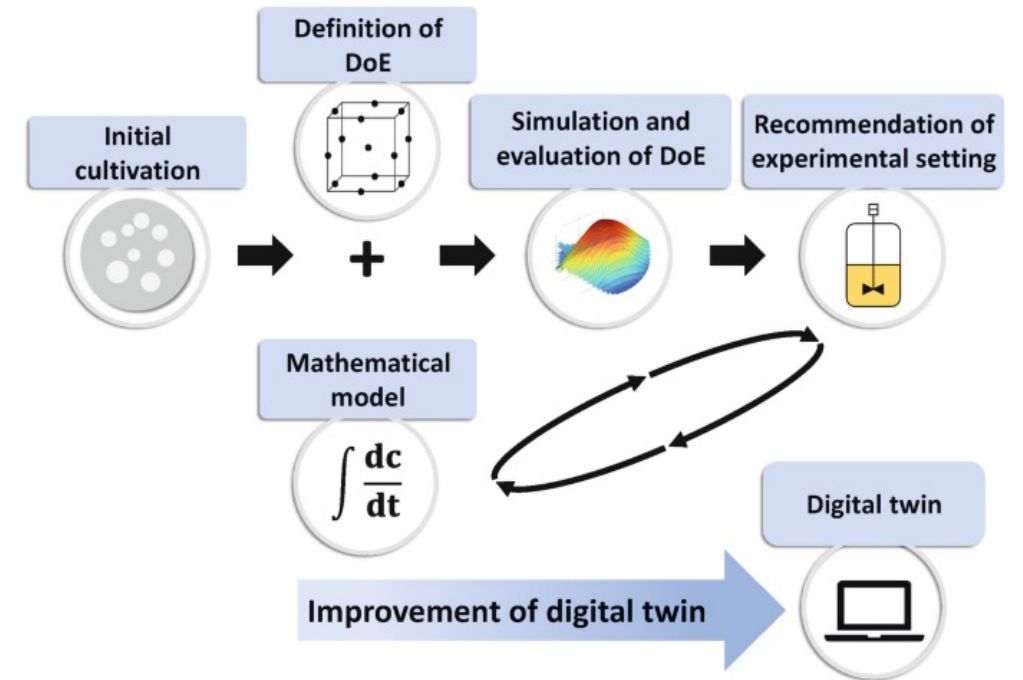 Definition of
DoE
Initial
cultivation
Simulation and
evaluation of DoE
Recommendation of
experimental setting
+
Mathematical
model
∫ dc
dt
Digital twin
Improvement of digital twin